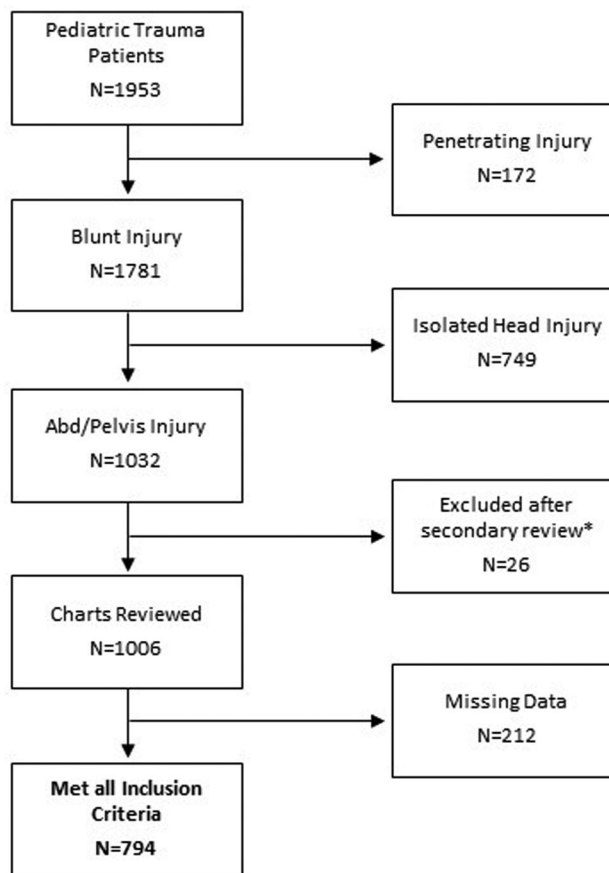 Pediatric Trauma
Patients
N=1953
Penetrating Injury
N=172
Blunt Injury
N=1781
Isolated Head Injury
N=749
Abd/Pelvis Injury
N=1032
Excluded after
secondary review*
N=26
Charts Reviewed
N=1006
Missing Data
N=212
Met all Inclusion
Criteria
N=794